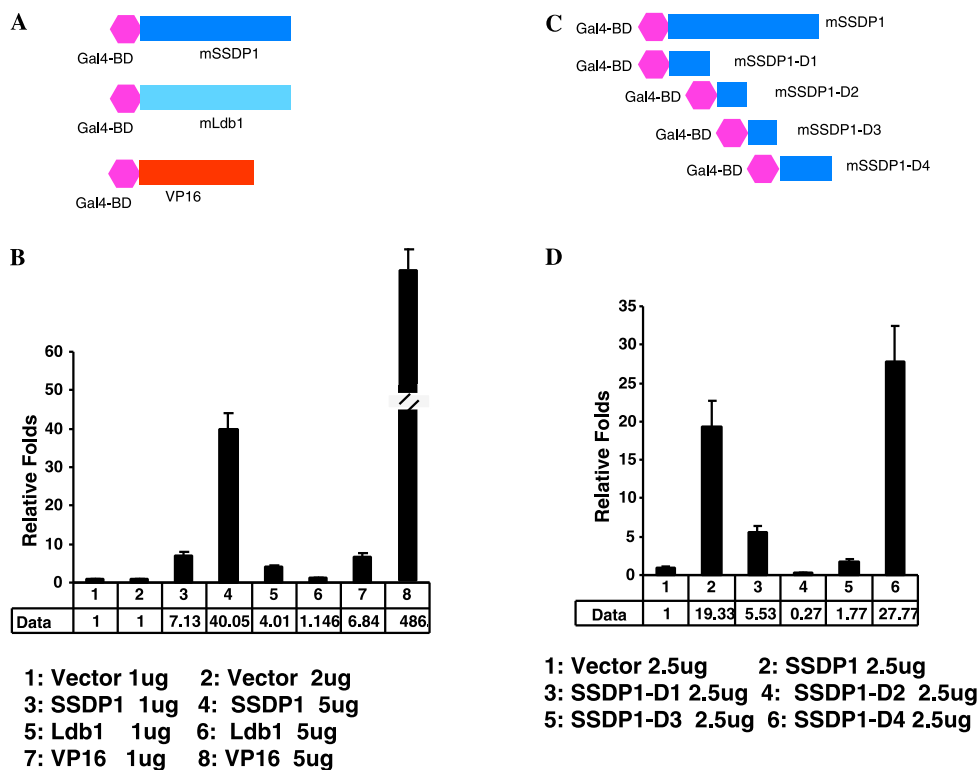 A
Gal4-BD
mSSDP1
Gal4-BD
mLdb1
Gal4-BD
VP16
B
Relative Folds
60
50
40
30
20
10
0
1 2 3 4 5 6 7 8
Data 1 1 7.13 40.05 4.01 1.146 6.84 486.
1: Vector 1ug 2: Vector 2ug
3: SSDP1 1ug 4: SSDP1 5ug
5: Ldb1 1ug 6: Ldb1 5ug
7: VP16 1ug 8: VP16 5ug
C
Gal4-BD mSSDP1
Gal4-BD mSSDP1-D1
Gal4-BD mSSDP1-D2
Gal4-BD mSSDP1-D3
Gal4-BD mSSDP1-D4
D
Relative Folds
35
30
25
20
15
10
5
0
1 2 3 4 5 6
Data 1 19.33 5.53 0.27 1.77 27.77
1: Vector 2.5ug 2: SSDP1 2.5ug
3: SSDP1-D1 2.5ug 4: SSDP1-D2 2.5ug
5: SSDP1-D3 2.5ug 6: SSDP1-D4 2.5ug